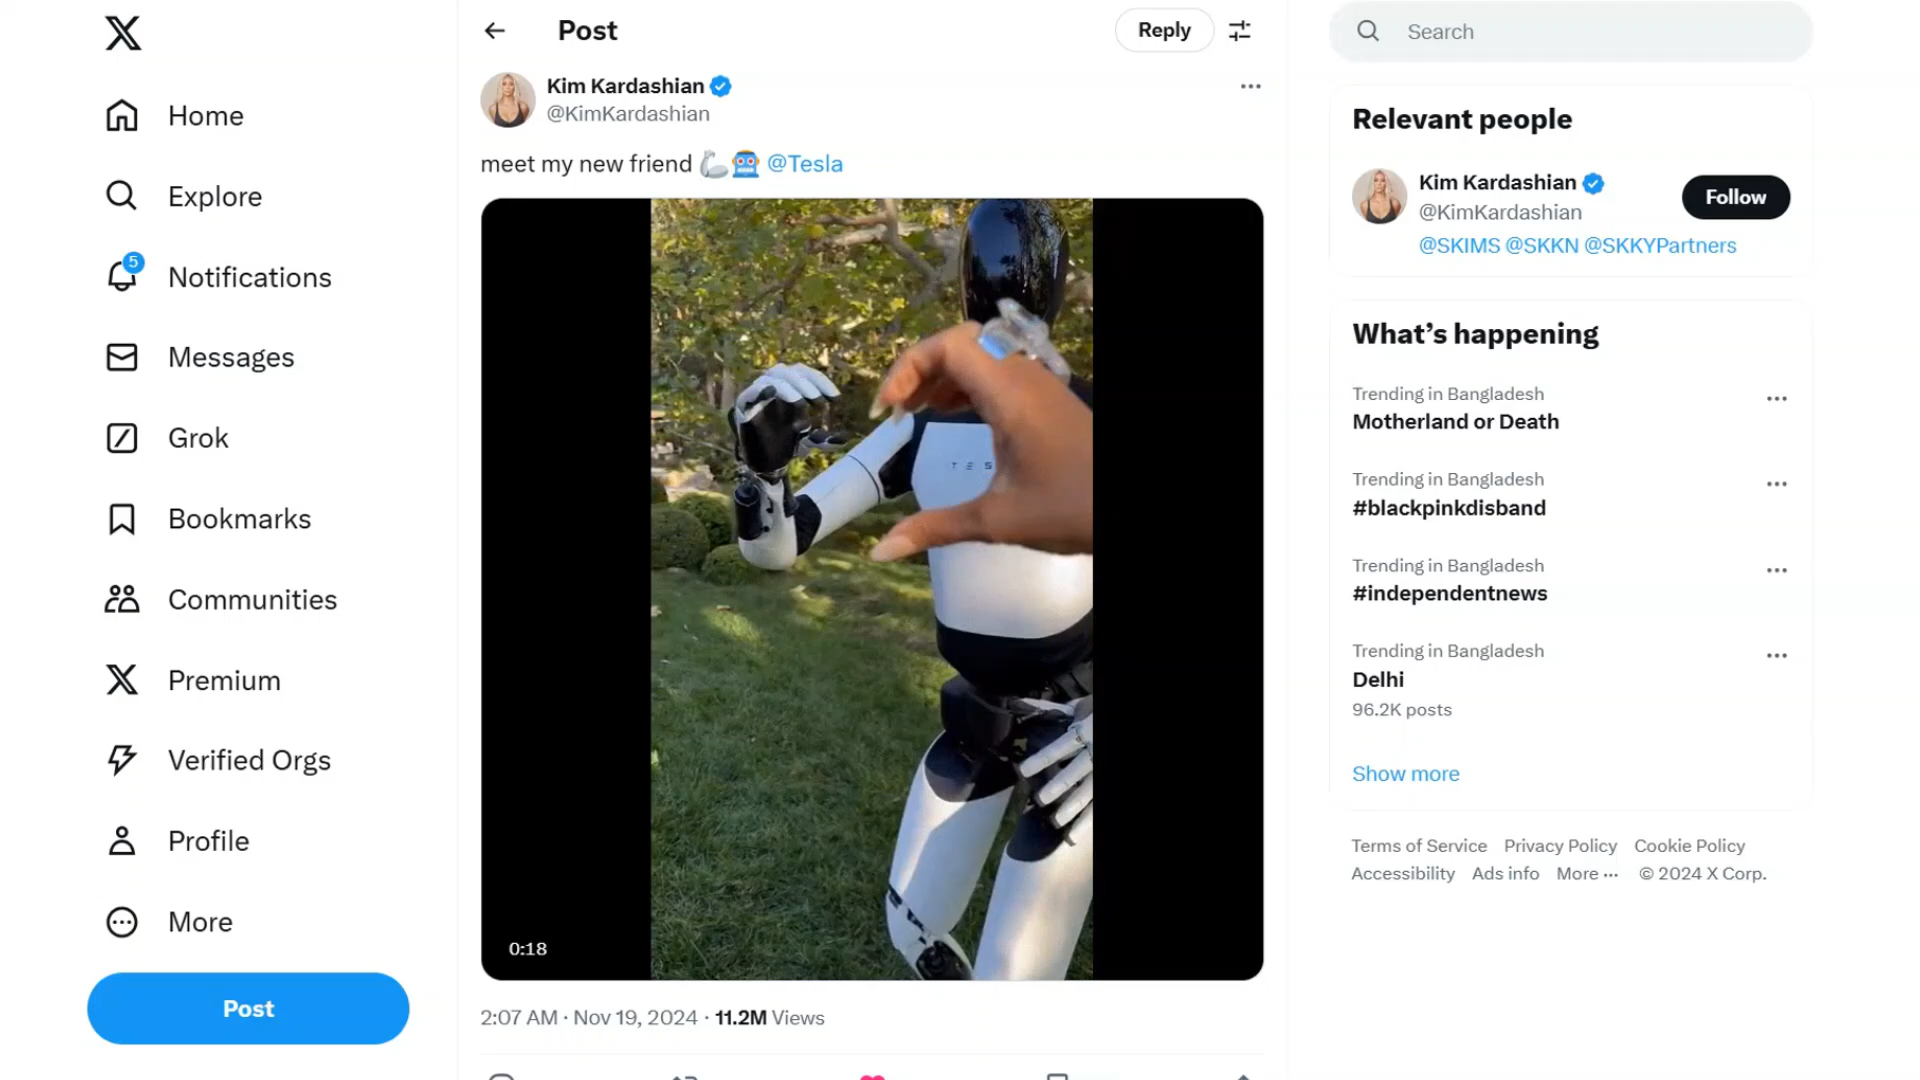 Home
Explore
5
Notifications
Messages
Grok
Bookmarks
Communities
Premium
Verified Orgs
Profile
More
Post
Post
Reply
Kim Kardashian
@KimKardashian
meet my new friend 🦾🤖 @Tesla
T E S
0:18
2:07 AM · Nov 19, 2024 · 11.2M Views
Search
Relevant people
Kim Kardashian
@KimKardashian
Follow
@SKIMS @SKKN @SKKYPartners
What’s happening
Trending in Bangladesh
Motherland or Death
Trending in Bangladesh
#blackpinkdisband
Trending in Bangladesh
#independentnews
Trending in Bangladesh
Delhi
96.2K posts
Show more
Terms of Service Privacy Policy Cookie Policy
Accessibility Ads info More ··· © 2024 X Corp.